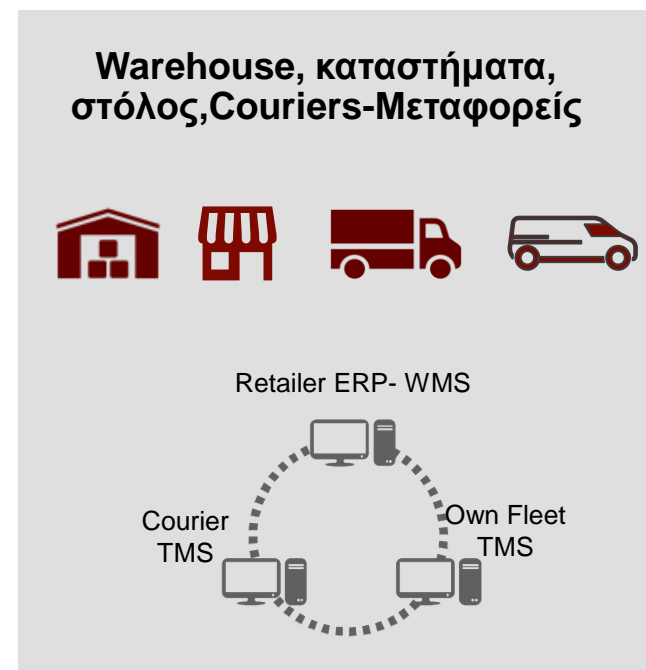 Warehouse, καταστήματα,
στόλος,Couriers-Μεταφορείς
Retailer ERP- WMS
Courier
TMS
Own Fleet
TMS